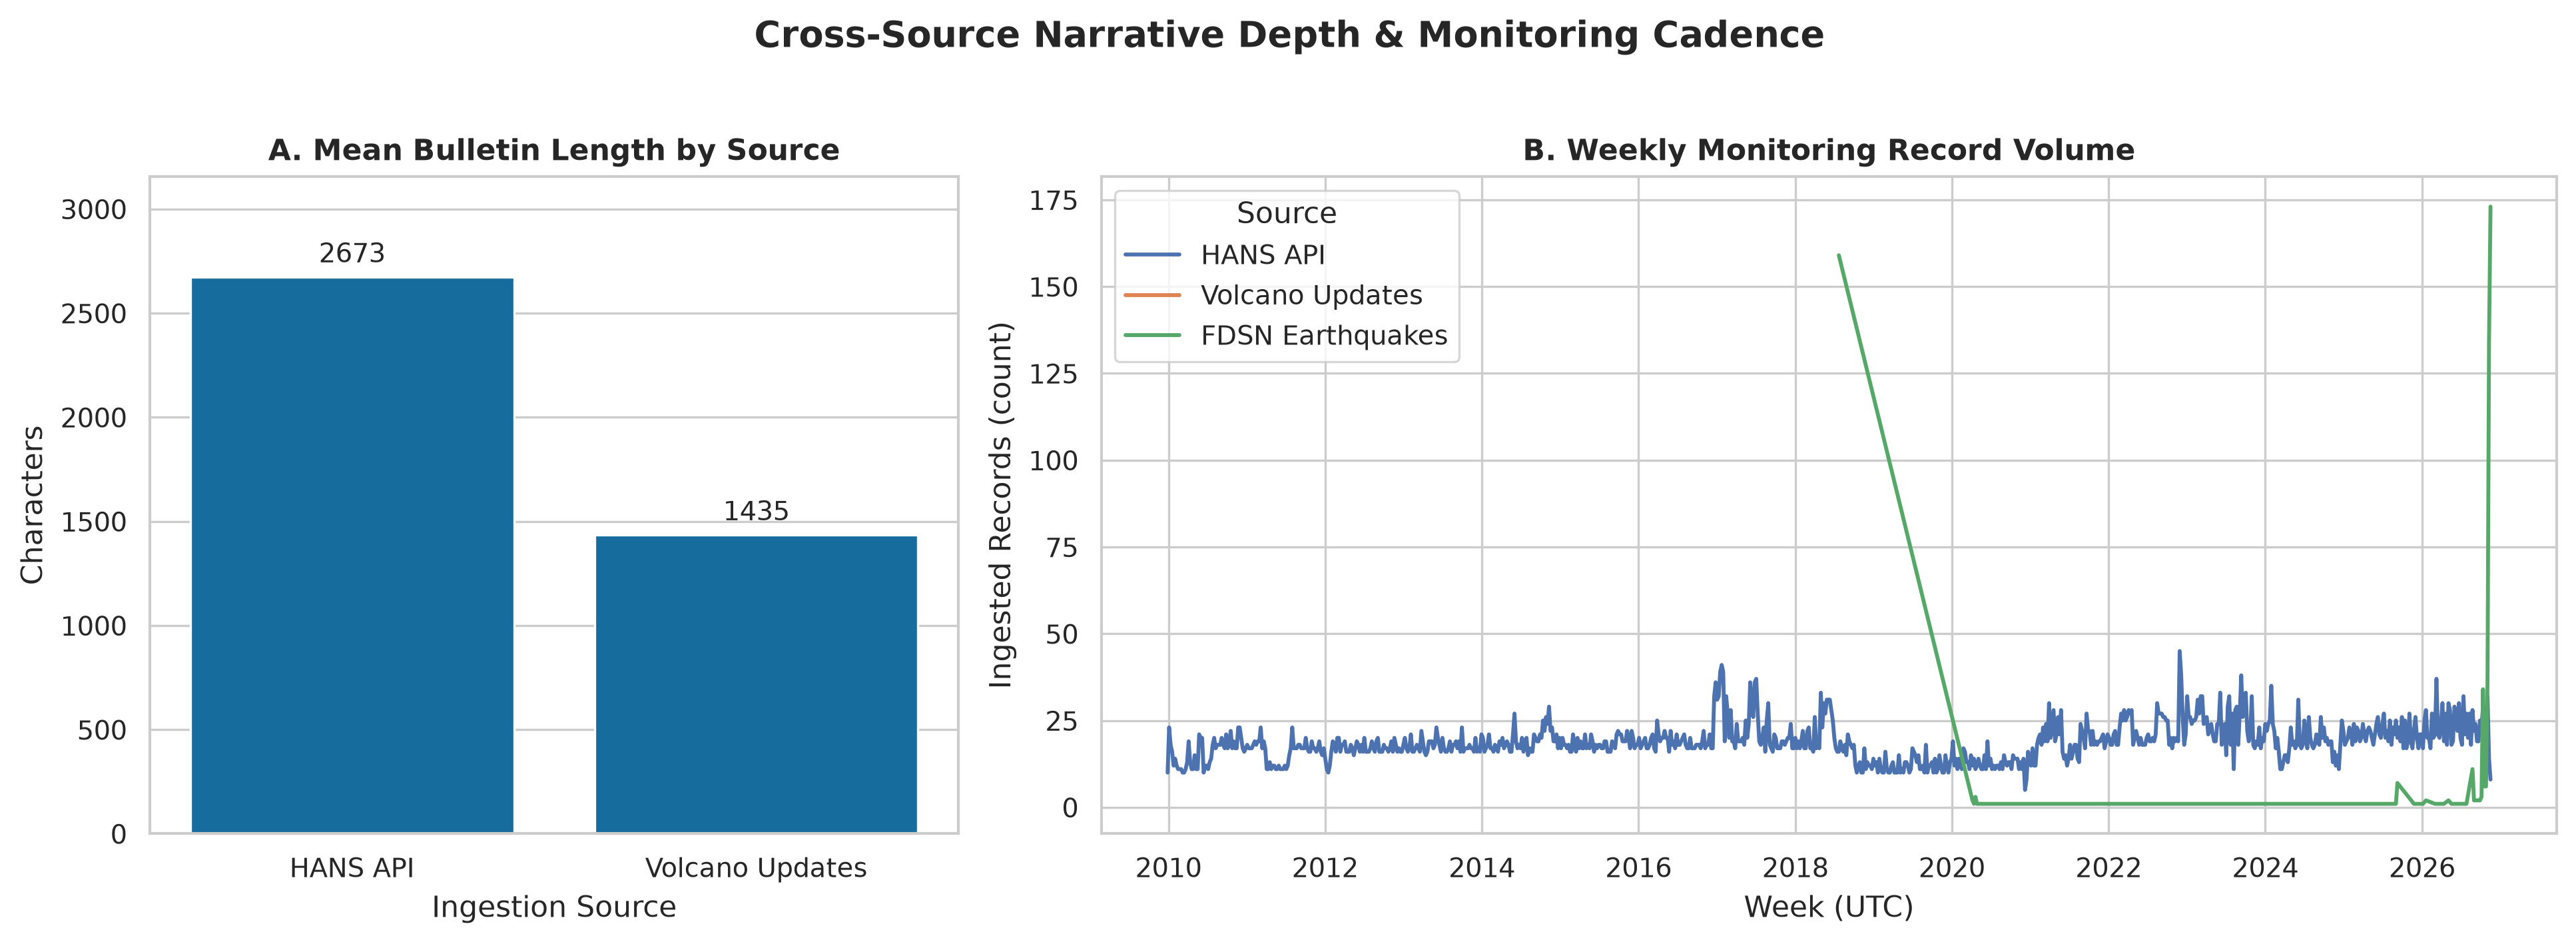 Cross-Source Narrative Depth & Monitoring Cadence
A. Mean Bulletin Length by Source
3000
2500
2000
1500
1000
500
0
Characters
2673
1435
HANS API
Volcano Updates
Ingestion Source
B. Weekly Monitoring Record Volume
175
150
125
100
75
50
25
0
Ingested Records (count)
Source
HANS API
Volcano Updates
FDSN Earthquakes
2010 2012 2014 2016 2018 2020 2022 2024 2026
Week (UTC)